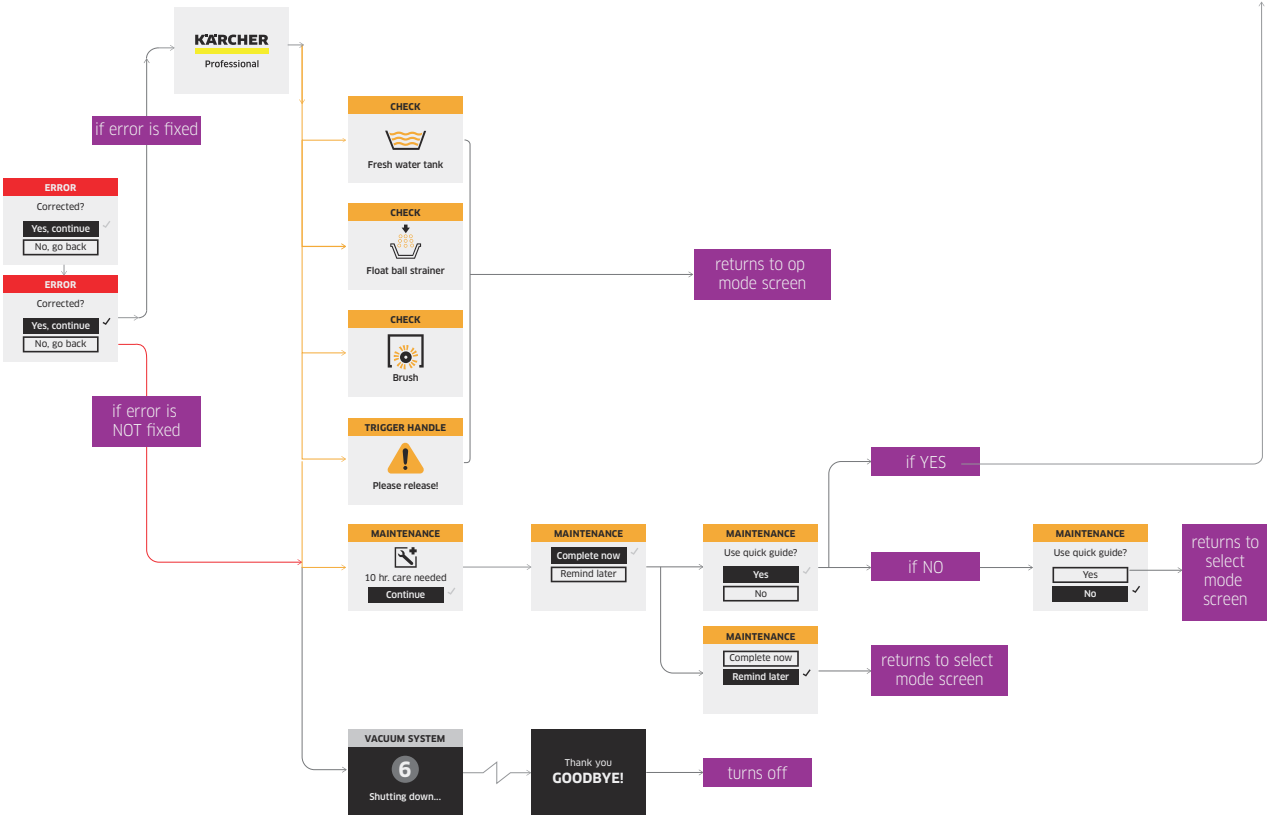 KÄRCHER
Professional
if error is fixed
ERROR
Corrected?
Yes, continue
No, go back
ERROR
Corrected?
Yes, continue
No, go back
if error is
NOT fixed
CHECK
Fresh water tank
CHECK
Float ball strainer
CHECK
Brush
TRIGGER HANDLE
!
Please release!
returns to op
mode screen
MAINTENANCE
10 hr. care needed
Continue
MAINTENANCE
Complete now
Remind later
MAINTENANCE
Use quick guide?
Yes
No
if YES
if NO
MAINTENANCE
Use quick guide?
Yes
No
returns to
select
mode
screen
MAINTENANCE
Complete now
Remind later
returns to select
mode screen
VACUUM SYSTEM
6
Shutting down...
Thank you
GOODBYE!
turns off